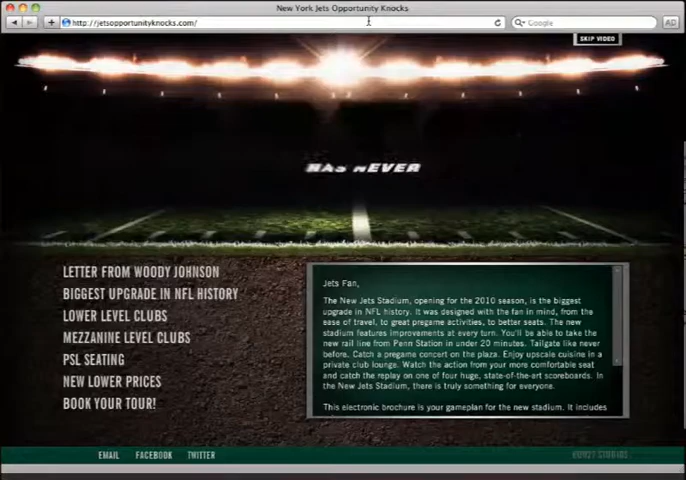 New York Jets Opportunity Knocks
http://jetsopportunityknocks.com/
Google
AD
SKIP VIDEO
HAS NEVER
LETTER FROM WOODY JOHNSON
BIGGEST UPGRADE IN NFL HISTORY
LOWER LEVEL CLUBS
MEZZANINE LEVEL CLUBS
PSL SEATING
NEW LOWER PRICES
BOOK YOUR TOUR!
Jets Fan,
The New Jets Stadium, opening for the 2010 season, is the biggest
upgrade in NFL history. It was designed with the fan in mind, from the
ease of travel, to great pregame activities, to better seats. The new
stadium features improvements at every turn. You'll be able to take the
new rail line from Penn Station in under 20 minutes. Tailgate like never
before. Catch a pregame concert on the plaza. Enjoy upscale cuisine in a
private club lounge. Watch the action from your more comfortable seat
and catch the replay on one of four huge, state-of-the-art scoreboards. In
the New Jets Stadium, there is truly something for everyone.
This electronic brochure is your gameplan for the new stadium. It includes
EMAIL FACEBOOK TWITTER
STUDIOS